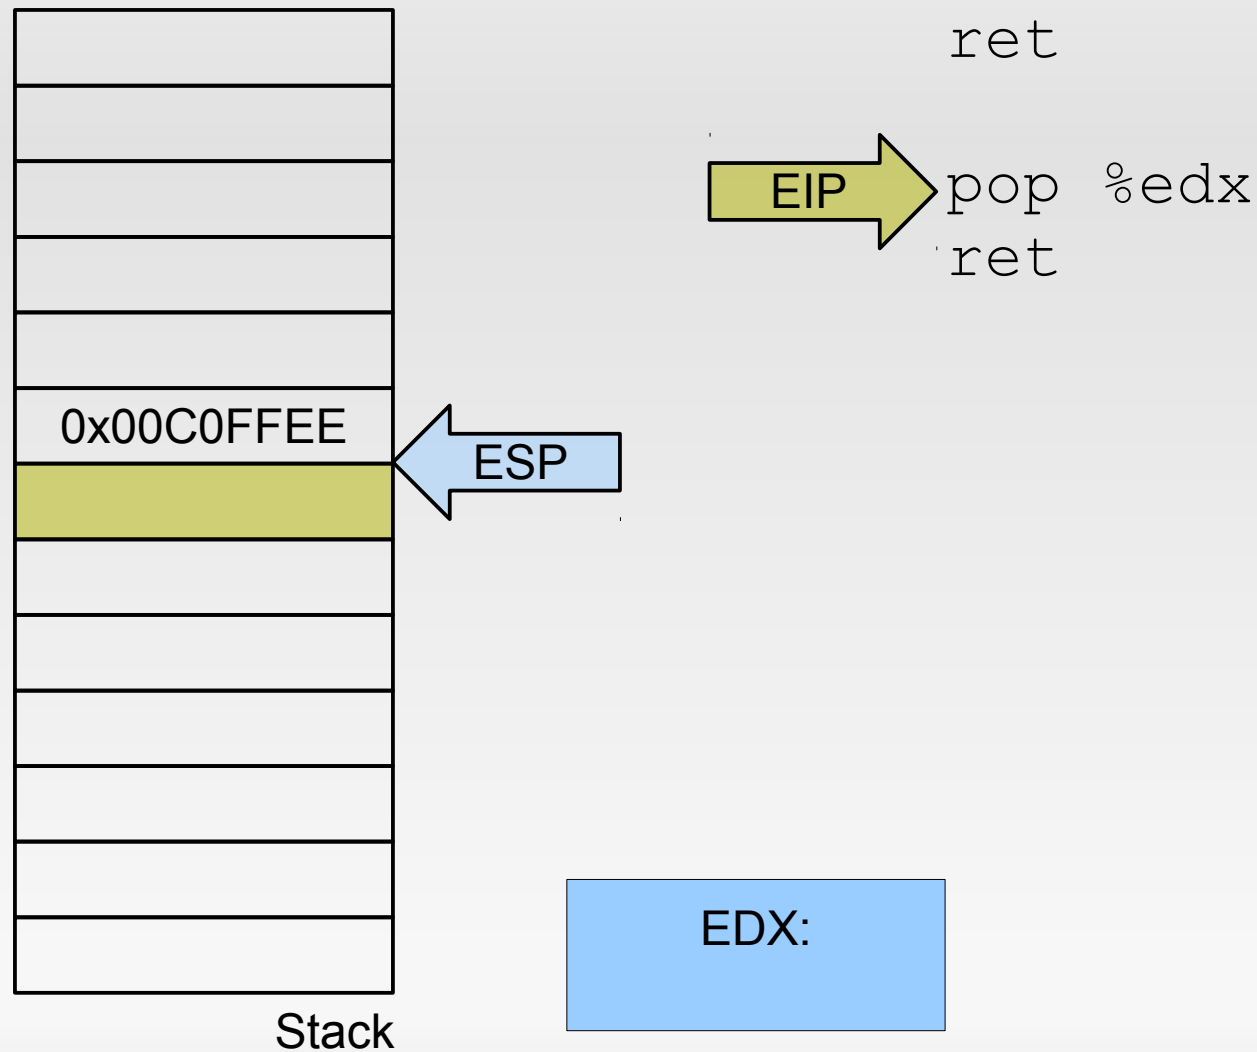 ret
EIP
pop %edx
ret
0x00C0FFEE
ESP
EDX:
Stack